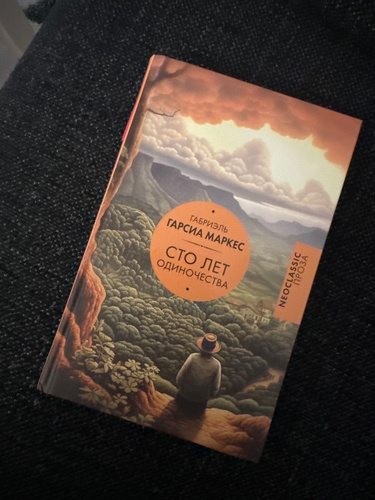 ГАБРИЭЛЬ
ГАРСИА МАРКЕС
СТО ЛЕТ
ОДИНОЧЕСТВА
NEOCLASSIC
ПРОЗА